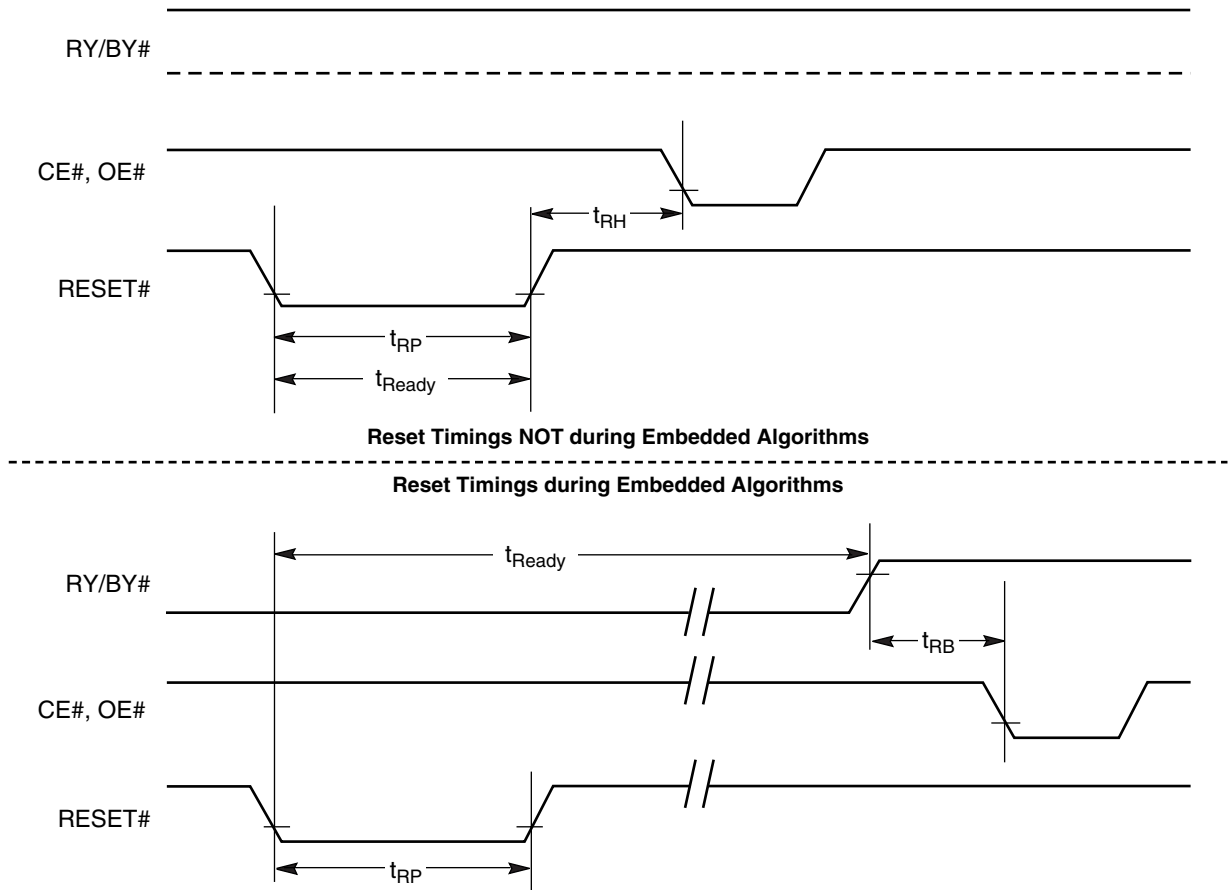 RY/BY#
CE#, OE#
tRH
RESET#
tRP
tReady
Reset Timings NOT during Embedded Algorithms
Reset Timings during Embedded Algorithms
tReady
RY/BY#
tRB
CE#, OE#
RESET#
tRP